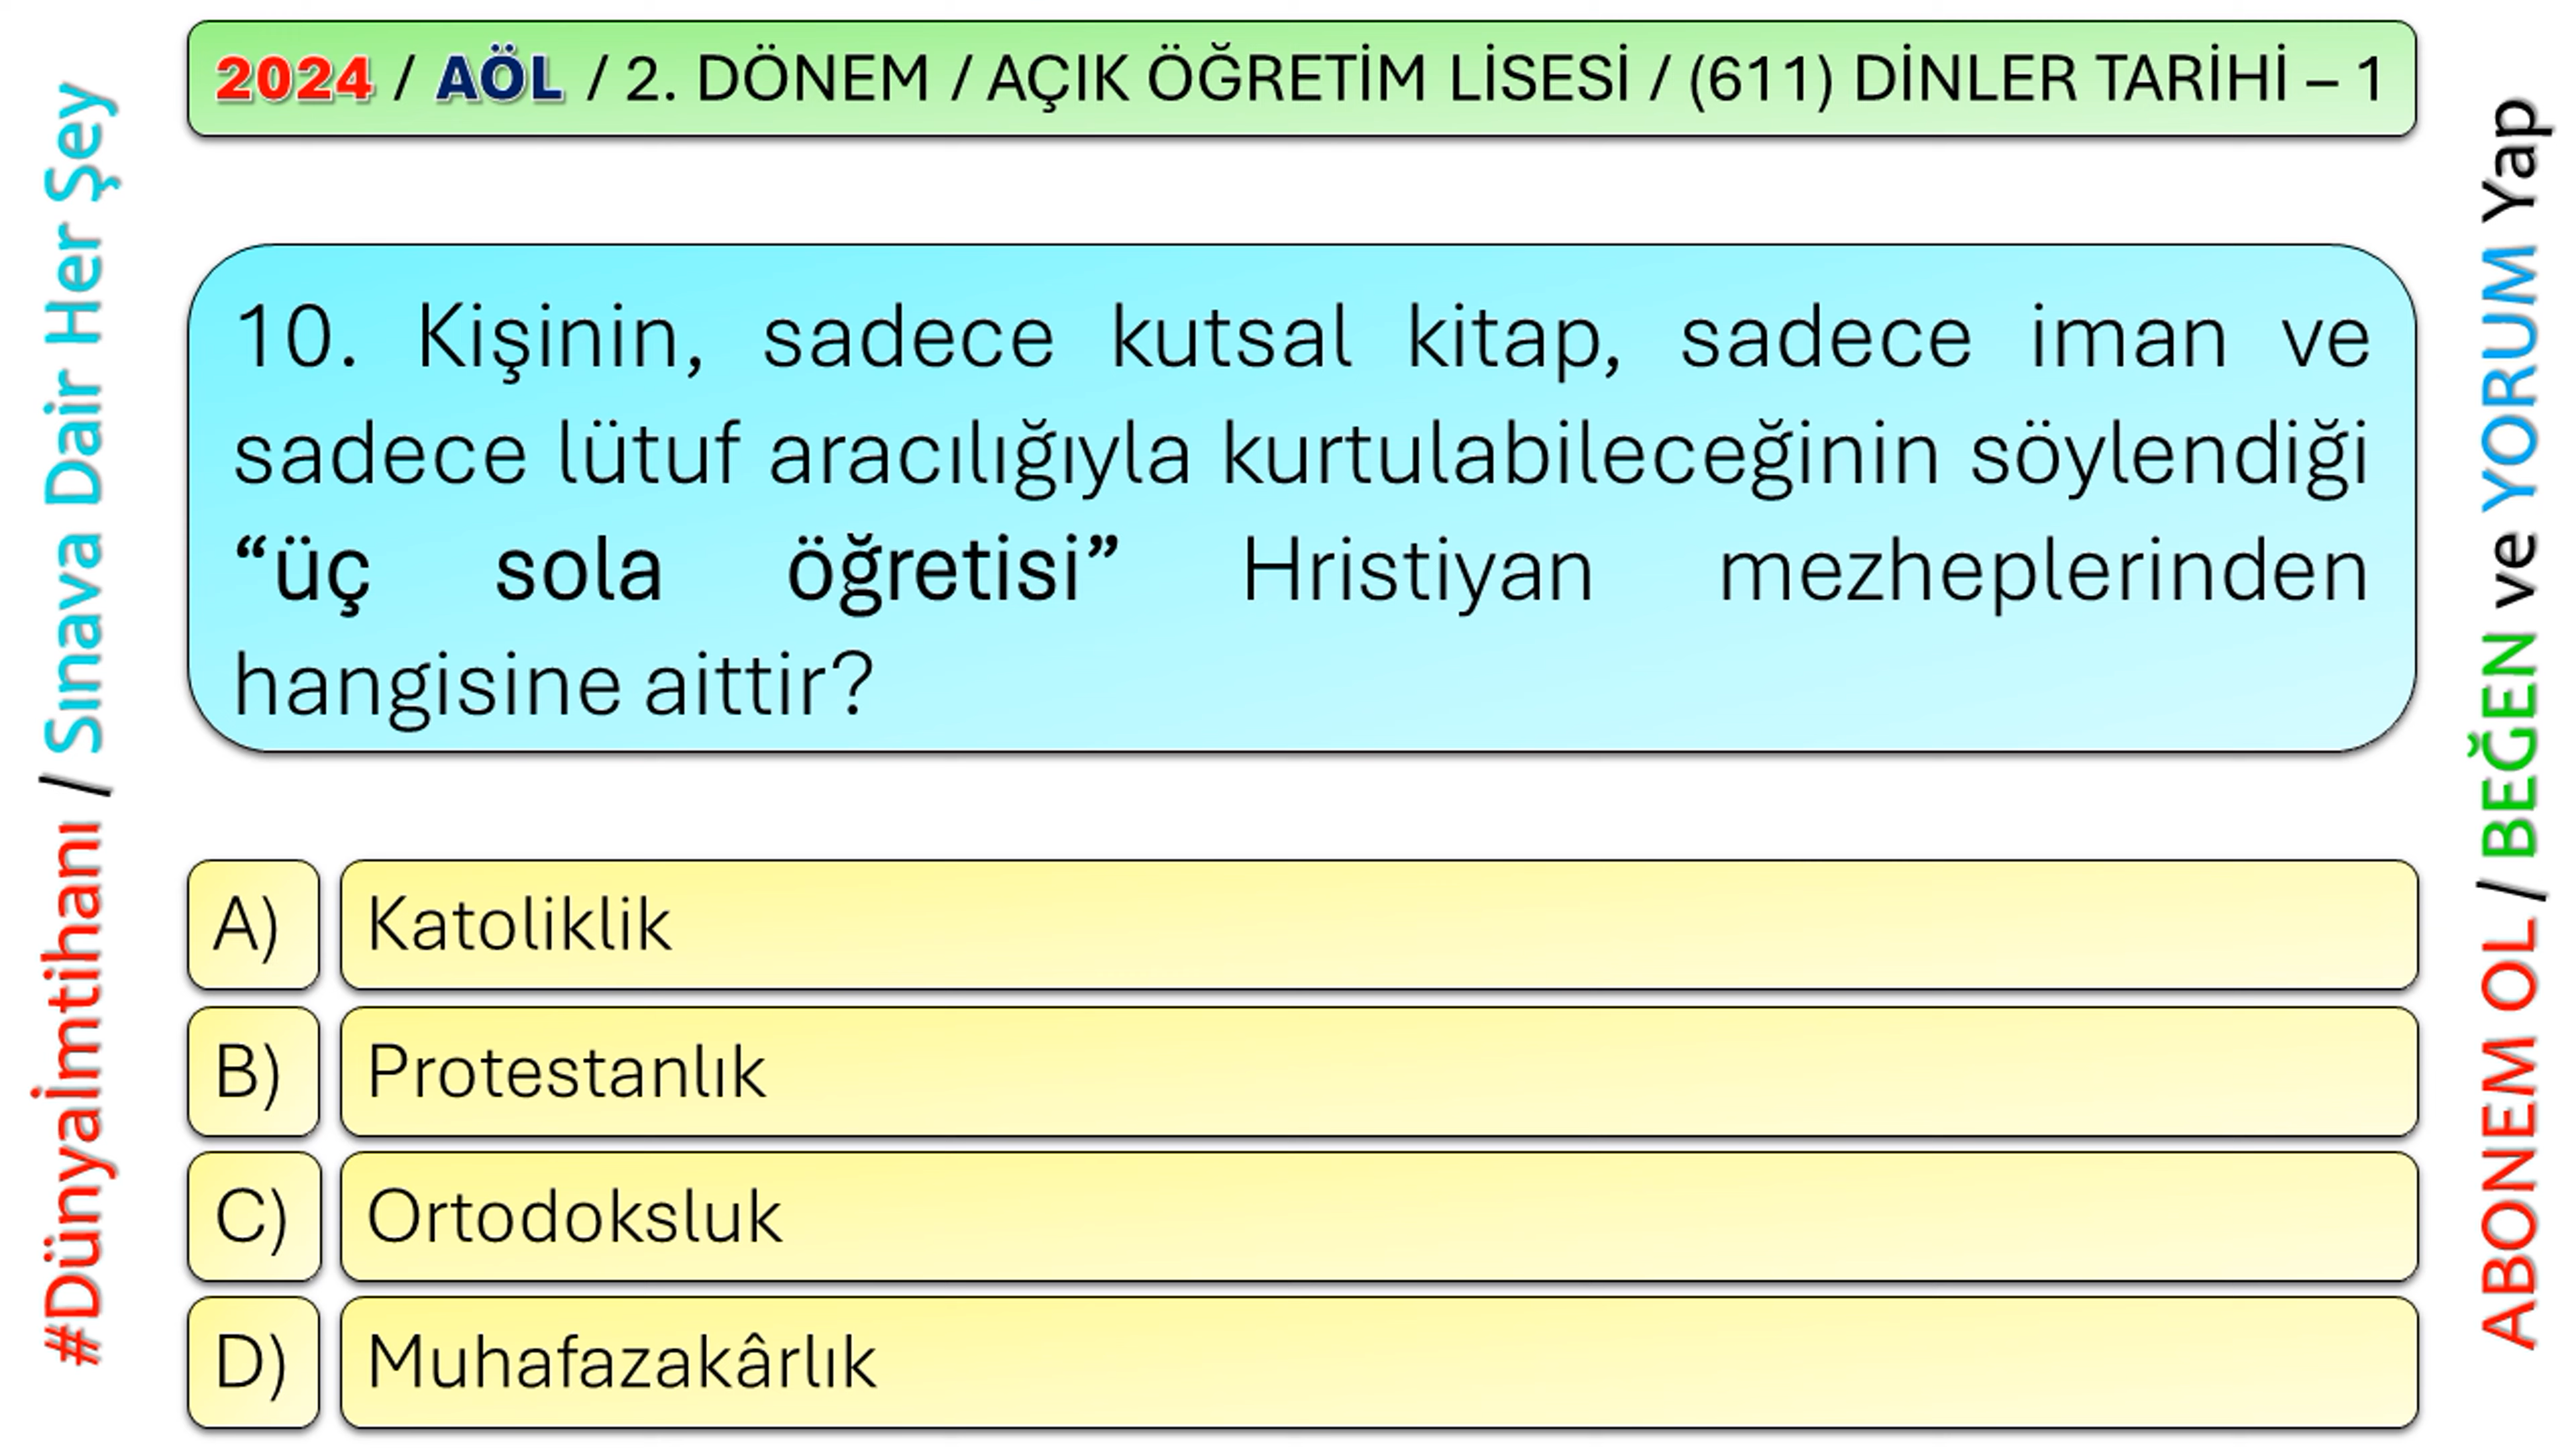 2024 / AÖL / 2. DÖNEM / AÇIK ÖĞRETİM LİSESİ / (611) DİNLER TARİHİ – 1
#Dünyaİmtihanı / Sınava Dair Her Şey
10. Kişinin, sadece kutsal kitap, sadece iman ve
sadece lütuf aracılığıyla kurtulabileceğinin söylendiği
“üç sola öğretisi” Hristiyan mezheplerinden
hangisine aittir?
A) Katoliklik
B) Protestanlık
C) Ortodoksluk
D) Muhafazakârlık
ABONEM OL / BEĞEN ve YORUM Yap